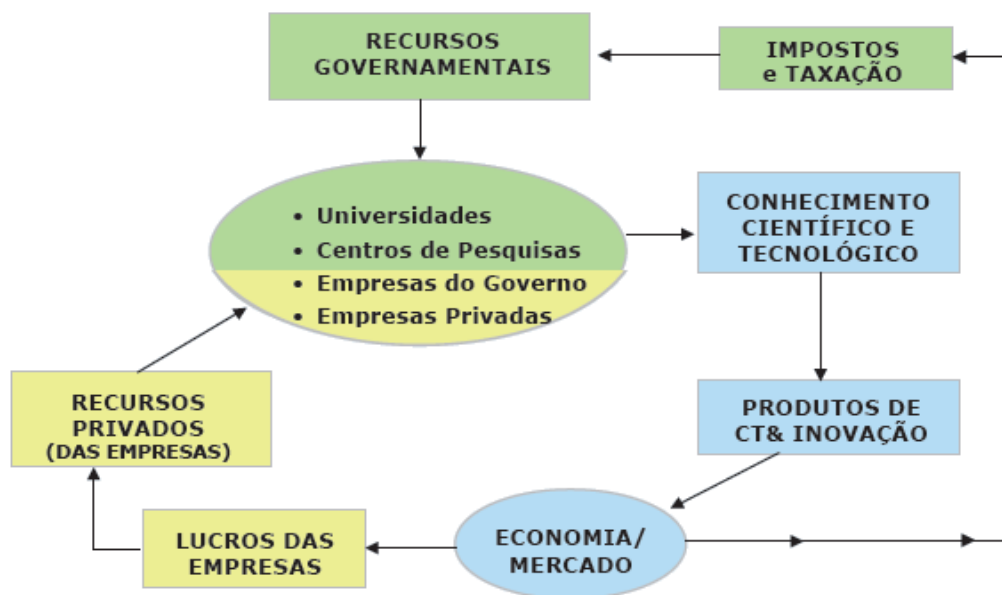 RECURSOS
GOVERNAMENTAIS
IMPOSTOS
e TAXAÇÃO
• Universidades
• Centros de Pesquisas
• Empresas do Governo
• Empresas Privadas
CONHECIMENTO
CIENTÍFICO E
TECNOLÓGICO
RECURSOS
PRIVADOS
(DAS EMPRESAS)
PRODUTOS DE
CT& INOVAÇÃO
LUCROS DAS
EMPRESAS
ECONOMIA/
MERCADO